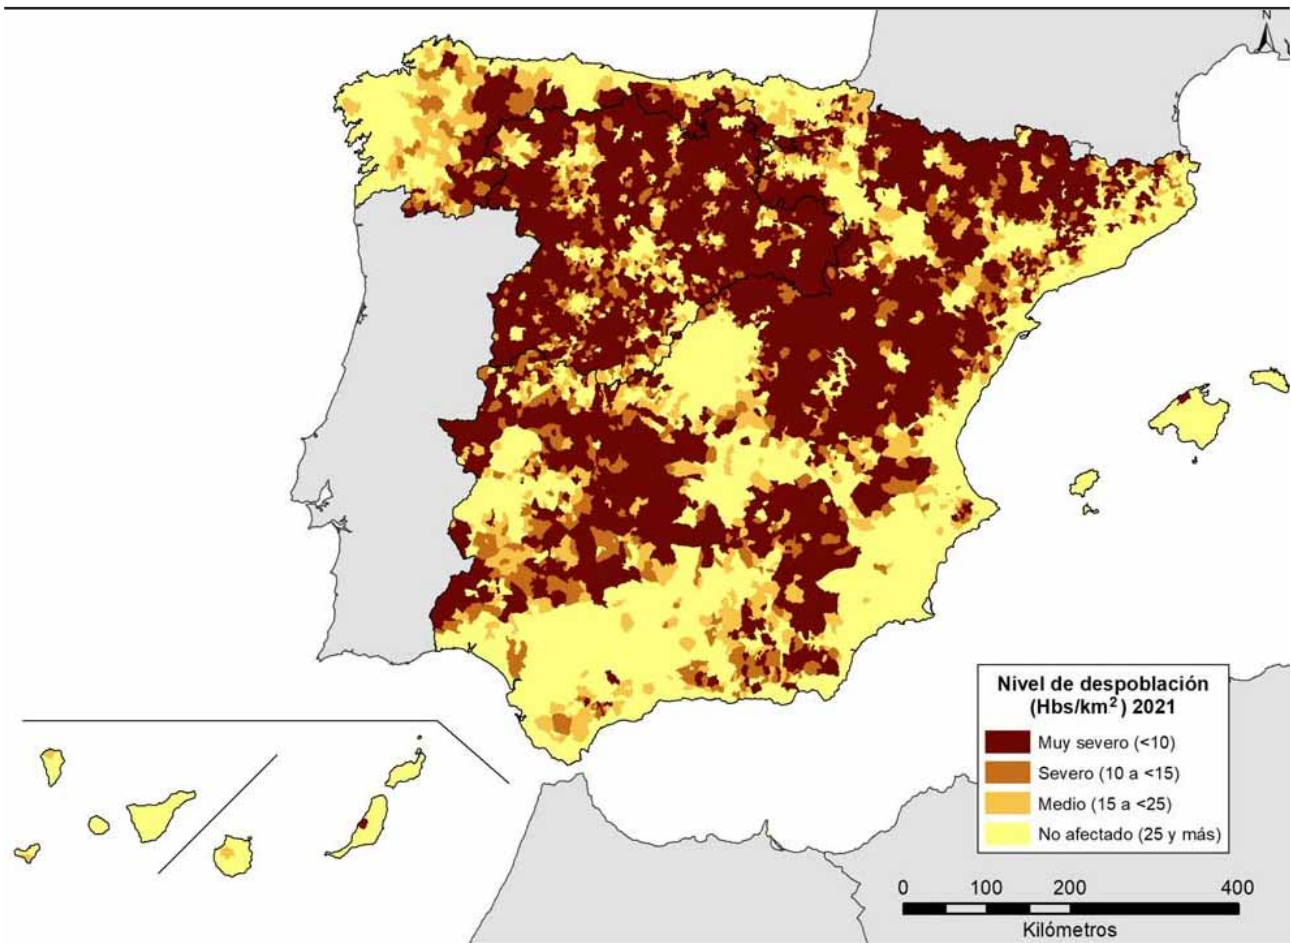 N
Nivel de despoblación
(Hbs/km²) 2021
Muy severo (<10)
Severo (10 a <15)
Medio (15 a <25)
No afectado (25 y más)
0 100 200 400
Kilómetros